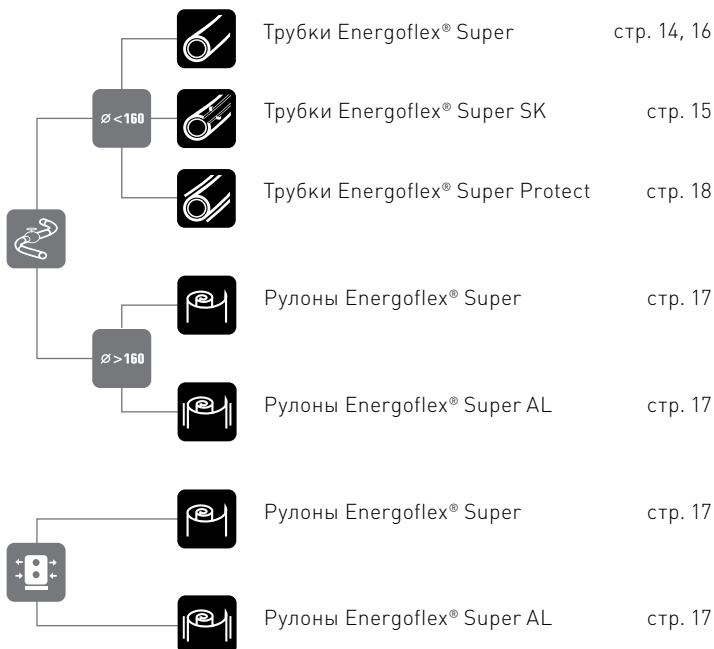 Трубки Energoflex® Super стр. 14, 16
ø<160
Трубки Energoflex® Super SK стр. 15
Трубки Energoflex® Super Protect стр. 18
Рулоны Energoflex® Super стр. 17
ø>160
Рулоны Energoflex® Super AL стр. 17
Рулоны Energoflex® Super стр. 17
Рулоны Energoflex® Super AL стр. 17